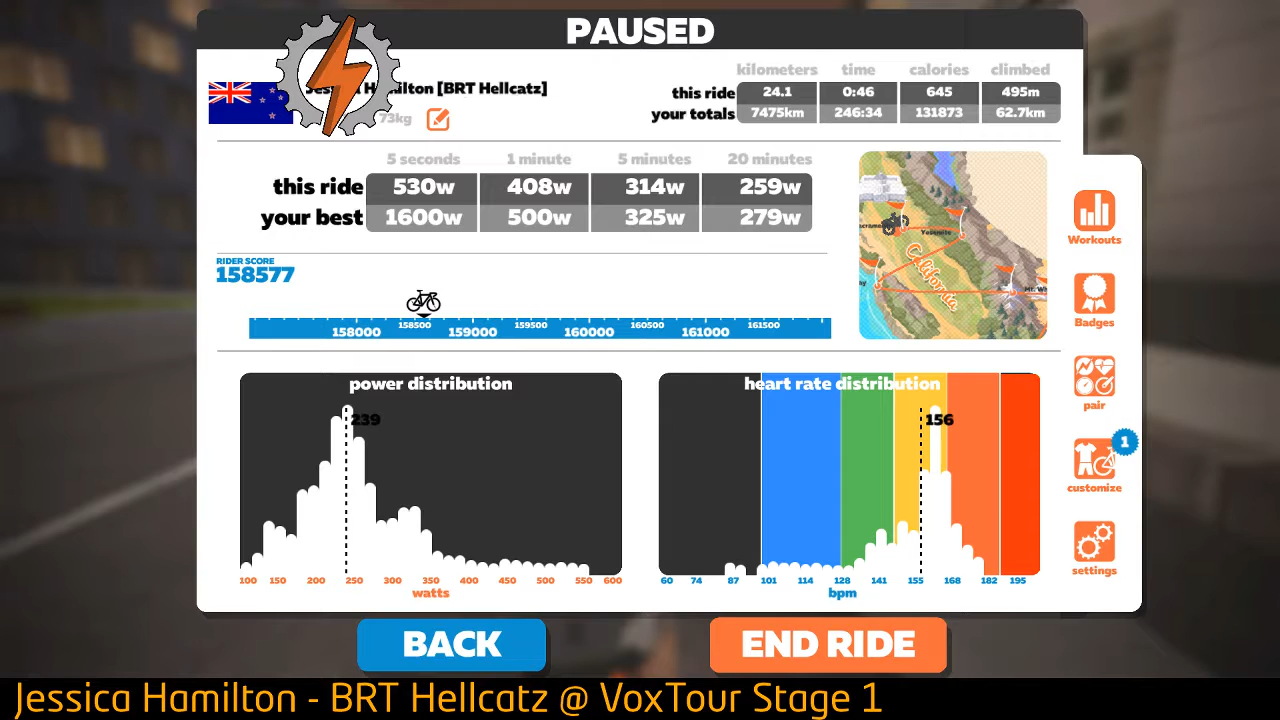 PAUSED
Hamilton [BRT Hellcatz]
73kg
kilometers time calories climbed
this ride 24.1 0:46 645 495m
your totals 7475km 246:34 131873 62.7km
5 seconds 1 minute 5 minutes 20 minutes
this ride 530w 408w 314w 259w
your best 1600w 500w 325w 279w
RIDER SCORE
158577
158000 158500 159000 159500 160000 160500 161000 161500
Yosemite
California
Workouts
Badges
pair
1
customize
settings
power distribution
239
100 150 200 250 300 350 400 450 500 550 600
watts
heart rate distribution
156
60 74 87 101 114 128 141 155 168 182 195
bpm
BACK
END RIDE
Jessica Hamilton - BRT Hellcatz @ VoxTour Stage 1